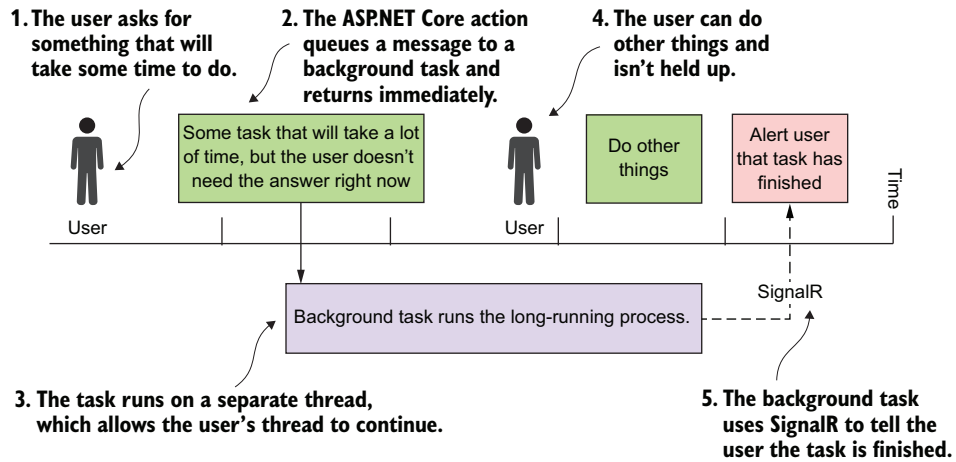 1. The user asks for
something that will
take some time to do.
2. The ASP.NET Core action
queues a message to a
background task and
returns immediately.
4. The user can do
other things and
isn't held up.
Some task that will take a lot
of time, but the user doesn't
need the answer right now
Do other
things
Alert user
that task has
finished
Time
User
User
SignalR
Background task runs the long-running process.
3. The task runs on a separate thread,
which allows the user's thread to continue.
5. The background task
uses SignalR to tell the
user the task is finished.